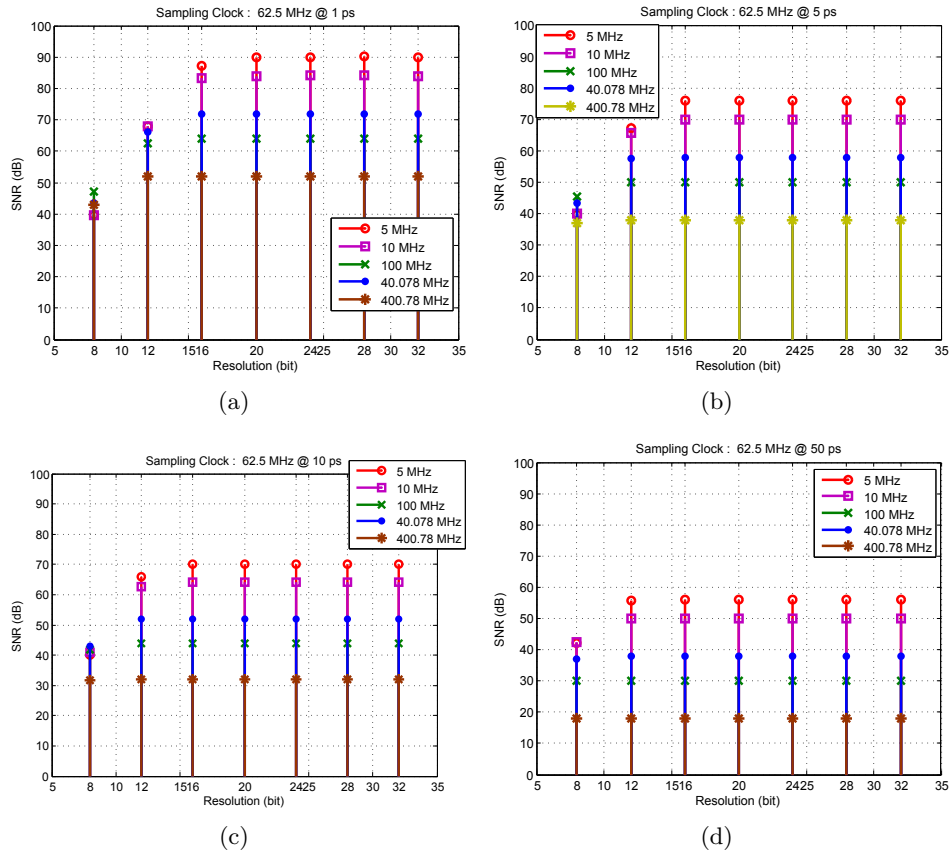 Sampling Clock : 62.5 MHz @ 1 ps
SNR (dB)
100
90
80
70
60
50
40
30
20
10
0
5 MHz
10 MHz
100 MHz
40.078 MHz
400.78 MHz
5 8 10 12 1516 20 2425 28 30 32 35
Resolution (bit)
(a)
Sampling Clock : 62.5 MHz @ 5 ps
SNR (dB)
100
90
80
70
60
50
40
30
20
10
0
5 MHz
10 MHz
100 MHz
40.078 MHz
400.78 MHz
5 8 10 12 1516 20 2425 28 30 32 35
Resolution (bit)
(b)
Sampling Clock : 62.5 MHz @ 10 ps
SNR (dB)
100
90
80
70
60
50
40
30
20
10
0
5 MHz
10 MHz
100 MHz
40.078 MHz
400.78 MHz
5 8 10 12 1516 20 2425 28 30 32 35
Resolution (bit)
(c)
Sampling Clock : 62.5 MHz @ 50 ps
SNR (dB)
100
90
80
70
60
50
40
30
20
10
0
5 MHz
10 MHz
100 MHz
40.078 MHz
400.78 MHz
5 8 10 12 1516 20 2425 28 30 32 35
Resolution (bit)
(d)